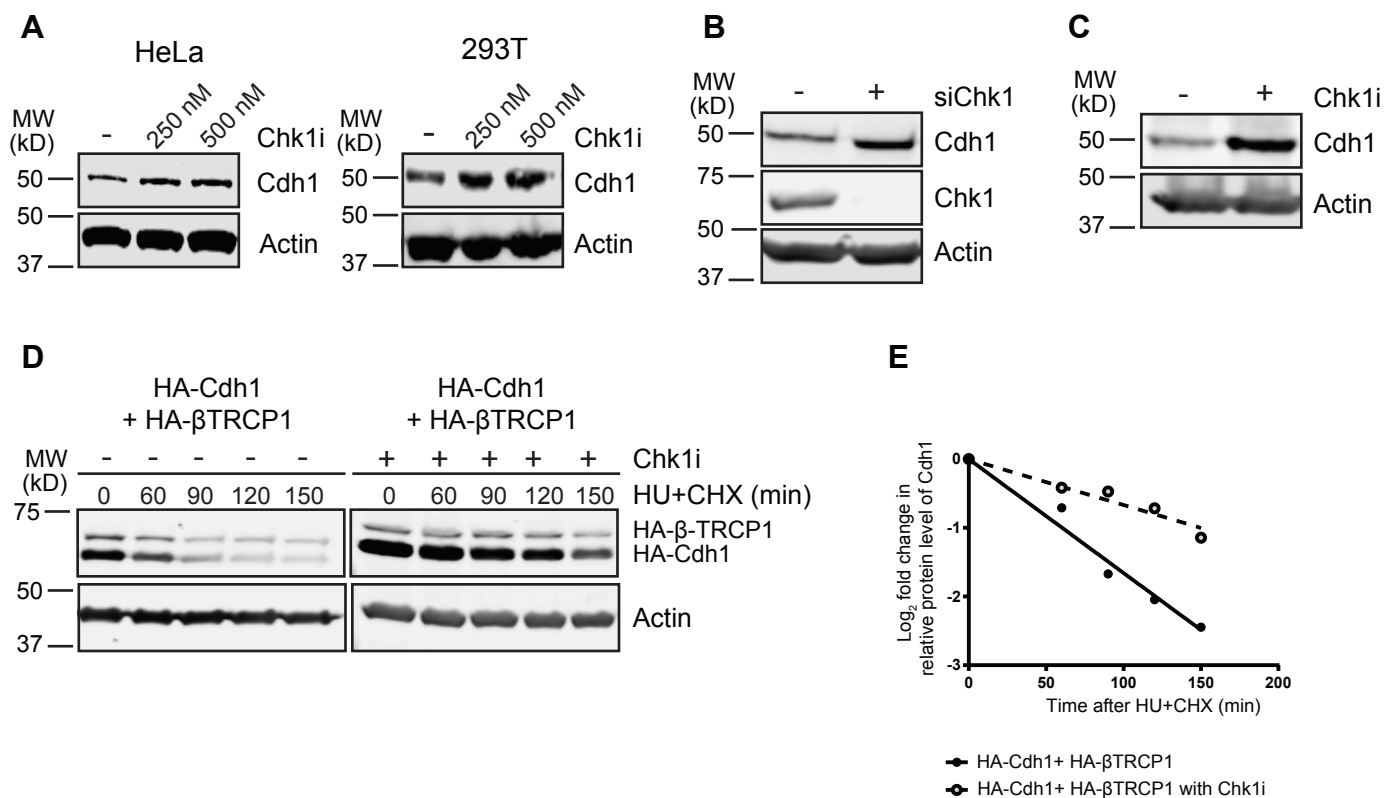 A
HeLa
293T
MW
(kD)
-
250 nM
500 nM
Chk1i
50
Cdh1
50
Actin
37
MW
(kD)
-
250 nM
500 nM
Chk1i
50
Cdh1
50
Actin
37
B
MW
(kD)
- + siChk1
50
Cdh1
75
Chk1
50
Actin
37
C
MW
(kD)
- + Chk1i
50
Cdh1
50
Actin
37
D
HA-Cdh1
+ HA-βTRCP1
HA-Cdh1
+ HA-βTRCP1
MW
(kD)
- - - - - + + + + + Chk1i
0 60 90 120 150 0 60 90 120 150 HU+CHX (min)
75
HA-β-TRCP1
HA-Cdh1
50
Actin
37
E
Log2 fold change in
relative protein level of Cdh1
0
-1
-2
-3
0 50 100 150 200
Time after HU+CHX (min)
HA-Cdh1+ HA-βTRCP1
HA-Cdh1+ HA-βTRCP1 with Chk1i